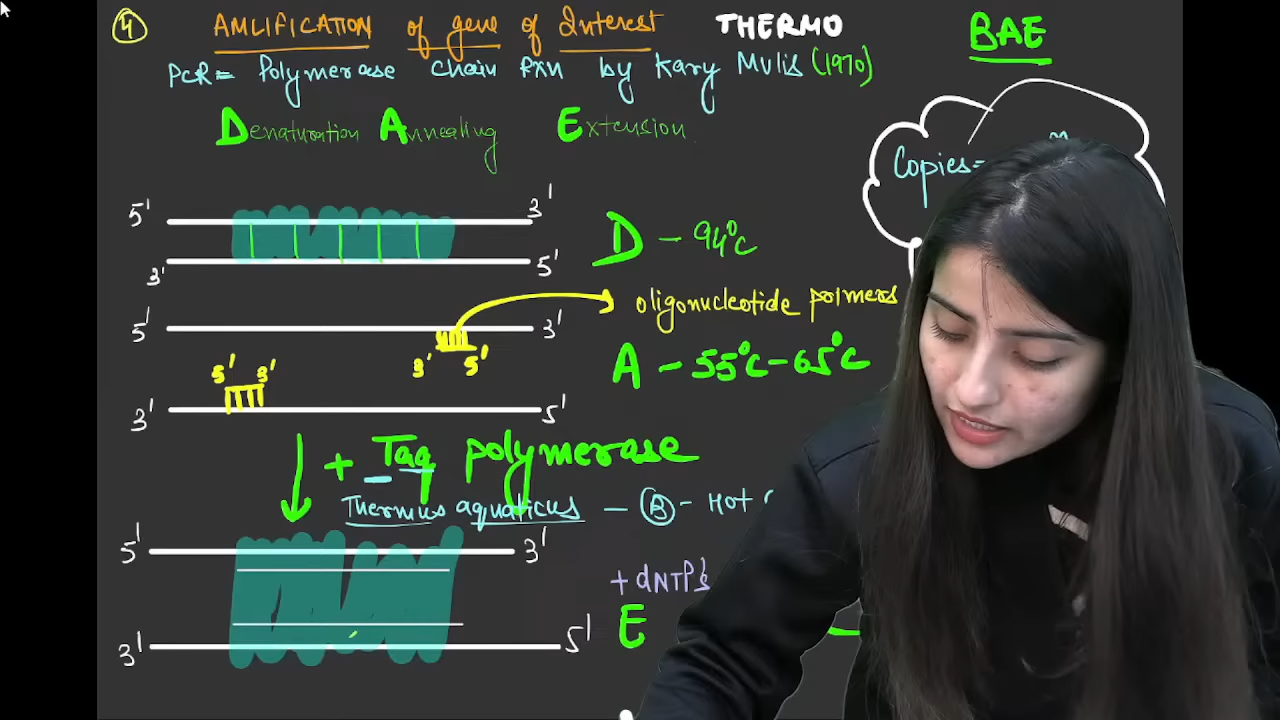 4 AMLIFICATION of gene of Interest THERMO BAE
PCR= Polymerase Chain Rxn by Kary Mulis (1970)
Denaturation Annealing Extension
Copies=
5' 3'
D - 94°C
3' 5'
oligonucleotide polmers
5' 3'
3' 5'
A - 55°C-65°C
5' 3'
3' 5'
+ Taq polymerase
Thermus aquaticus - B - Hot
5' 3'
+ dNTP's
E
3' 5'